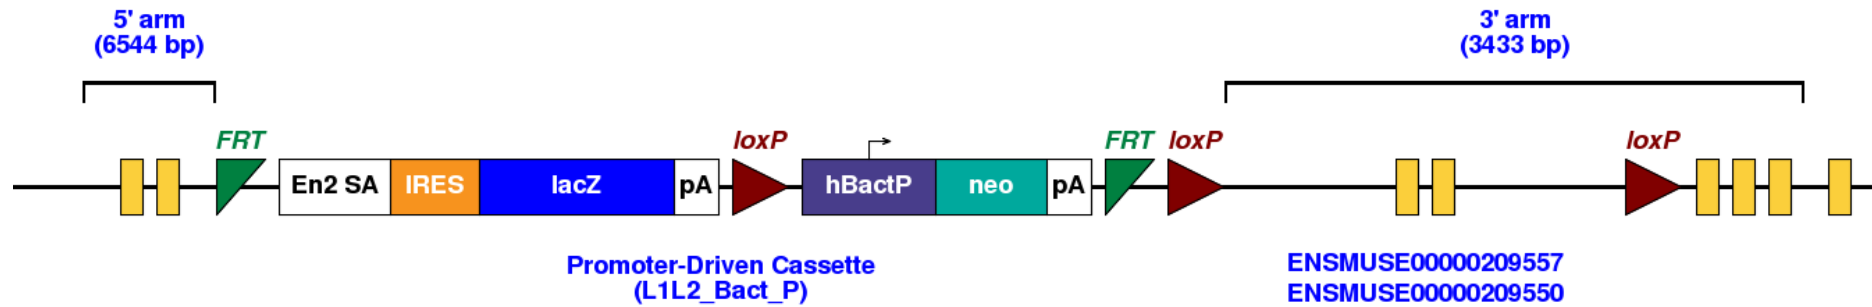 5' arm
(6544 bp)
3' arm
(3433 bp)
FRT
loxP
FRT
loxP
loxP
En2 SA
IRES
lacZ
pA
hBactP
neo
pA
Promoter-Driven Cassette
(L1L2_Bact_P)
ENSMUSE00000209557
ENSMUSE00000209550